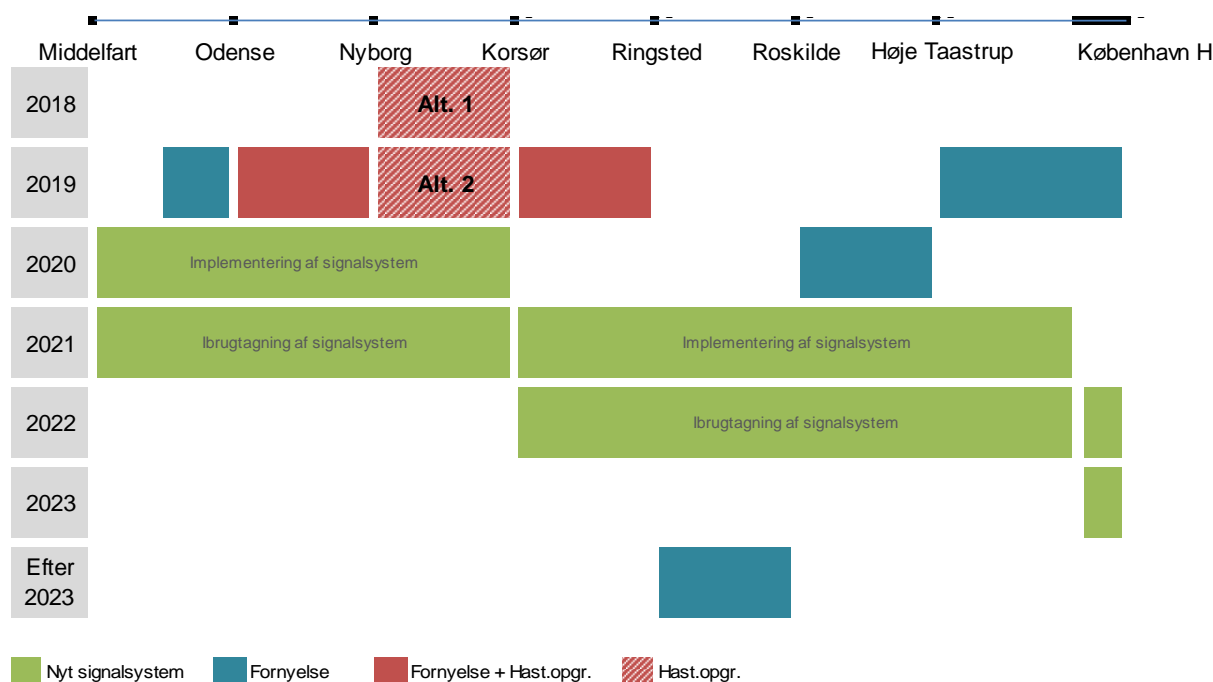 Middelfart Odense Nyborg Korsør Ringsted Roskilde Høje Taastrup København H
2018 Alt. 1
2019 Alt. 2
2020 Implementering af signalsystem
2021 Ibrugtagning af signalsystem Implementering af signalsystem
2022 Ibrugtagning af signalsystem
2023
Efter
2023
Nyt signalsystem Fornyelse Fornyelse + Hast.opgr. Hast.opgr.